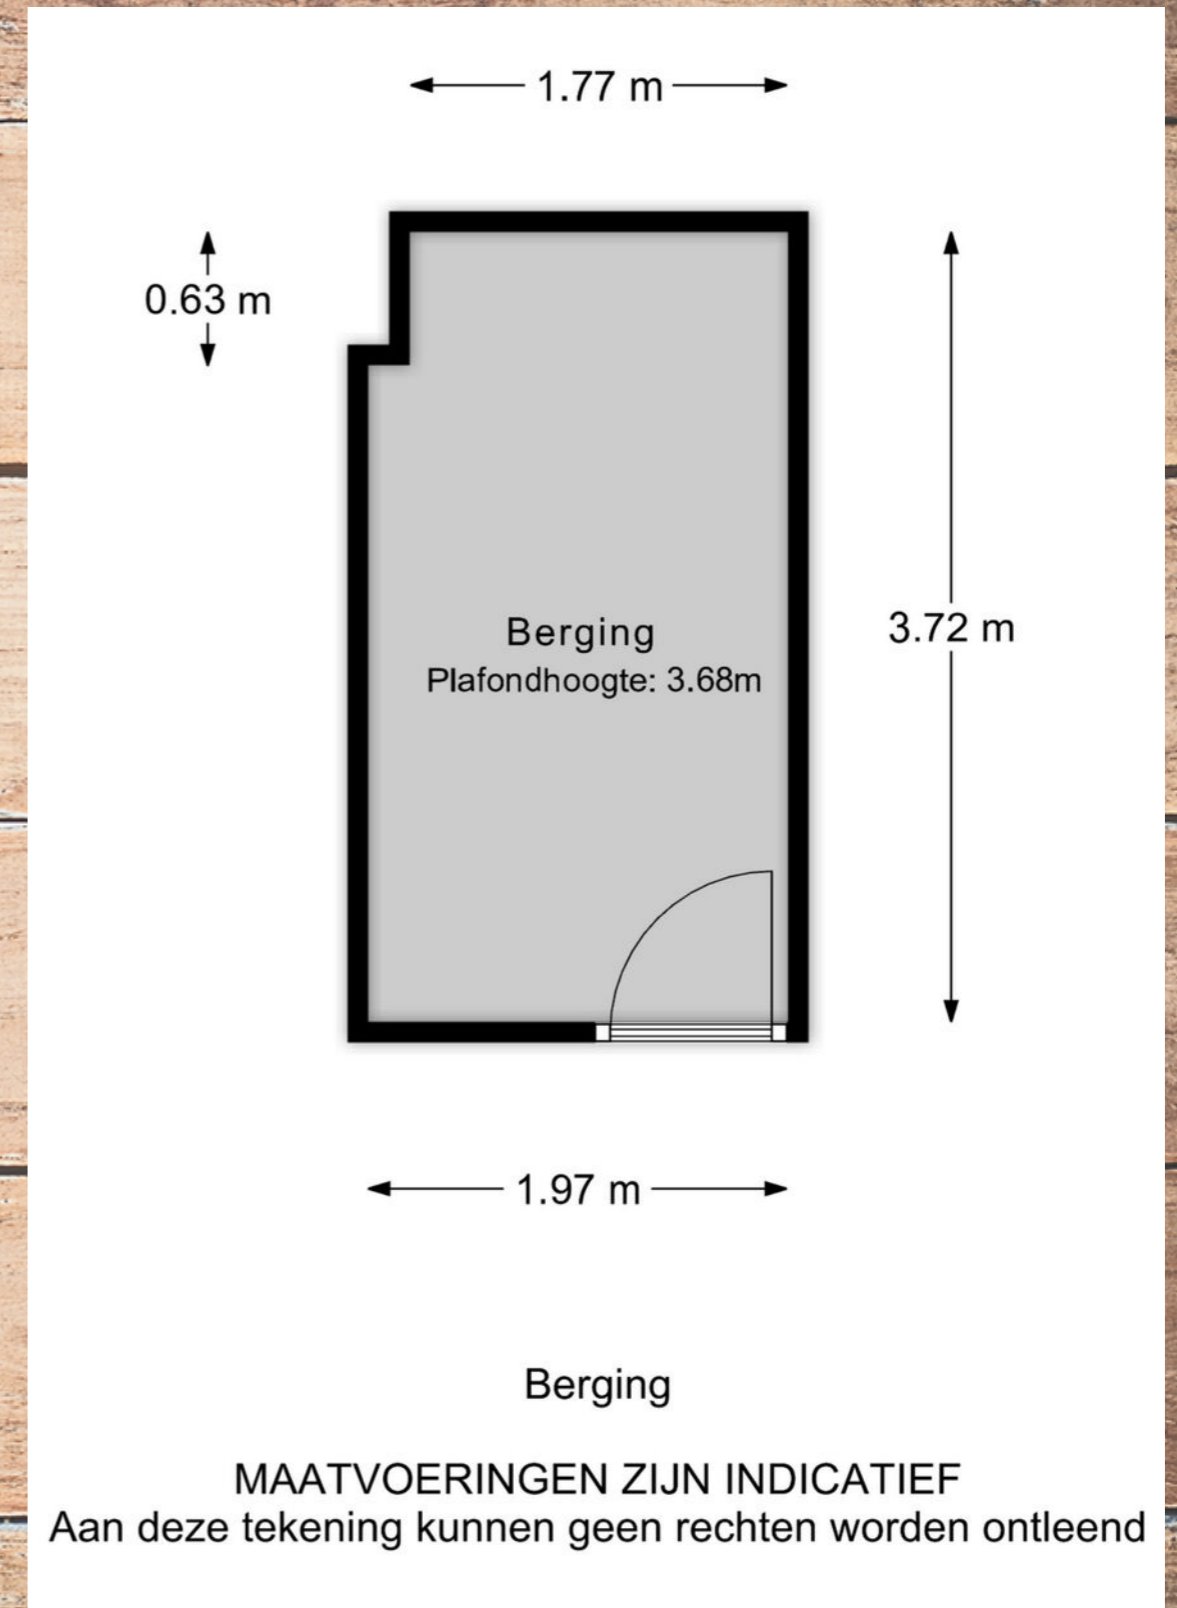 1.77 m
0.63 m
3.72 m
Berging
Plafondhoogte: 3.68m
1.97 m
Berging
MAATVOERINGEN ZIJN INDICATIEF
Aan deze tekening kunnen geen rechten worden ontleend